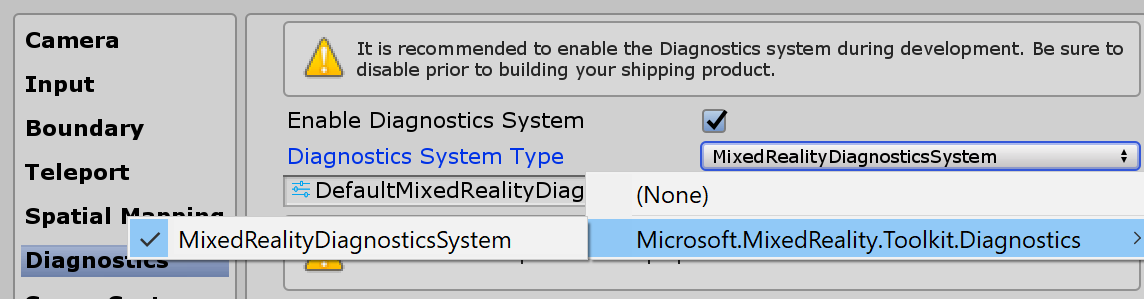 Camera
Input
Boundary
Teleport
Spatial Mapping
Diagnostics
It is recommended to enable the Diagnostics system during development. Be sure to
disable prior to building your shipping product.
Enable Diagnostics System
Diagnostics System Type
MixedRealityDiagnosticsSystem
DefaultMixedRealityDiag
(None)
MixedRealityDiagnosticsSystem
Microsoft.MixedReality.Toolkit.Diagnostics